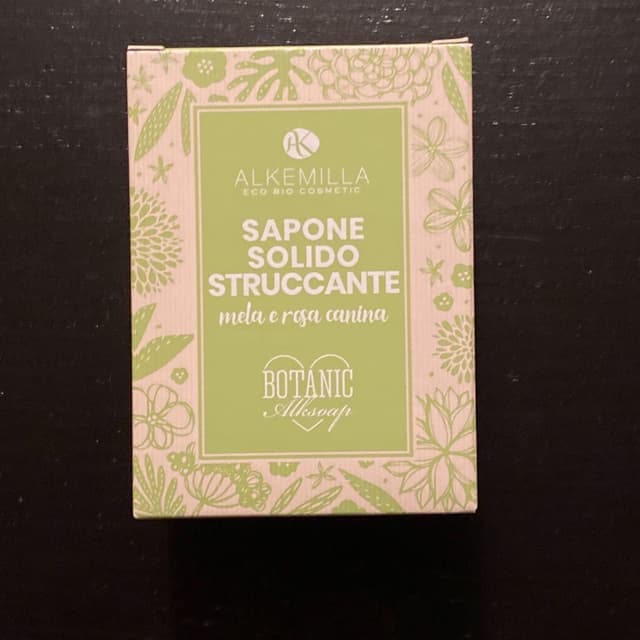 AK
ALKEMILLA
ECO BIO COSMETIC
SAPONE
SOLIDO
STRUCCANTE
mela e rosa canina
BOTANIC
Alksoap